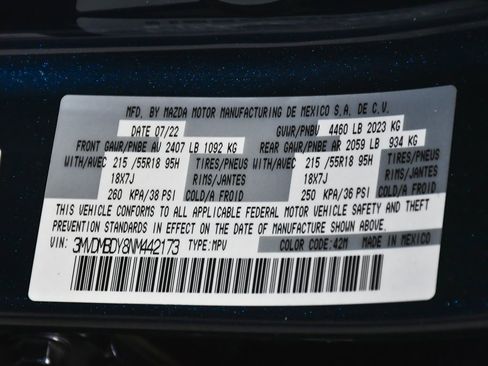 MFD. BY MAZDA MOTOR MANUFACTURING DE MEXICO S.A. DE C.V.
DATE 07/22 GVWR/PNBV 4460 LB 2023 KG
FRONT GAWR/PNBE AV 2407 LB 1092 KG REAR GAWR/PNBE AR 2059 LB 934 KG
WITH/AVEC 215 /55R18 95H TIRES/PNEUS WITH/AVEC 215 /55R18 95H TIRES/PNEUS
18X7J RIMS/JANTES 18X7J RIMS/JANTES
260 KPA/38 PSI COLD/A FROID 250 KPA/36 PSI COLD/A FROID
THIS VEHICLE CONFORMS TO ALL APPLICABLE FEDERAL MOTOR VEHICLE SAFETY AND THEFT
PREVENTION STANDARDS IN EFFECT ON THE DATE OF MANUFACTURE SHOWN ABOVE.
VIN: 3MVDMBDY8NM442173 TYPE:MPV COLOR CODE:42M MADE IN MEXICO